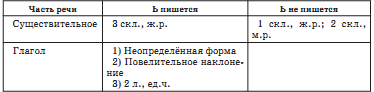 Часть речи Ь пишется Ь не пишется
Существительное 3 скл., ж.р. 1 скл., ж.р.; 2 скл.,
м.р.
Глагол 1) Неопределённая форма
2) Повелительное наклоне-
ние
3) 2 л., ед.ч.